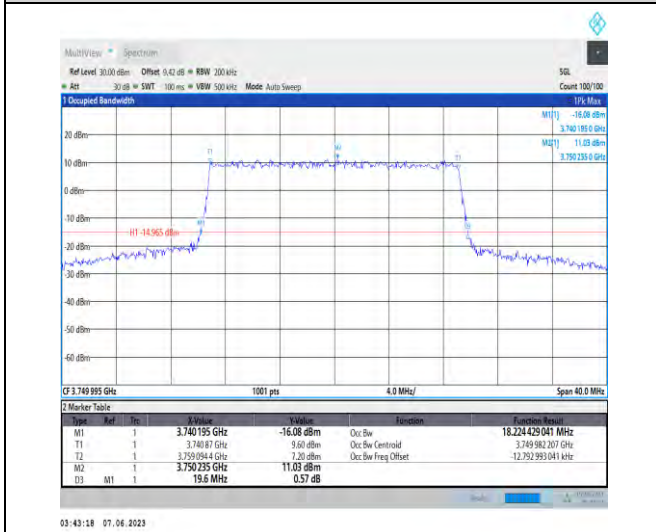 MultiView Spectrum
Ref Level 30.00 dBm Offset 9.42 dB RBW 200 kHz SGL
Att 30 dB SWT 100 ms VBW 500 kHz Mode Auto Sweep Count 100/100
1 Occupied Bandwidth 1Pk Max
M1[1] -16.08 dBm
3.740 195 0 GHz
M2[1] 11.03 dBm
3.750 235 0 GHz
20 dBm
T1 M2 T2
10 dBm
0 dBm
-10 dBm
M1 D3
H1 -14.965 dBm
-20 dBm
-30 dBm
-40 dBm
-50 dBm
-60 dBm
CF 3.749 995 GHz 1001 pts 4.0 MHz/ Span 40.0 MHz
2 Marker Table
Type Ref Trc X-Value Y-Value Function Function Result
M1 1 3.740 195 GHz -16.08 dBm Occ Bw 18.224 429 041 MHz
T1 1 3.740 87 GHz 9.60 dBm Occ Bw Centroid 3.749 982 207 GHz
T2 1 3.759 094 4 GHz 7.20 dBm Occ Bw Freq Offset -12.792 993 041 kHz
M2 1 3.750 235 GHz 11.03 dBm
D3 M1 1 19.6 MHz 0.57 dB
03:43:18 07.06.2023